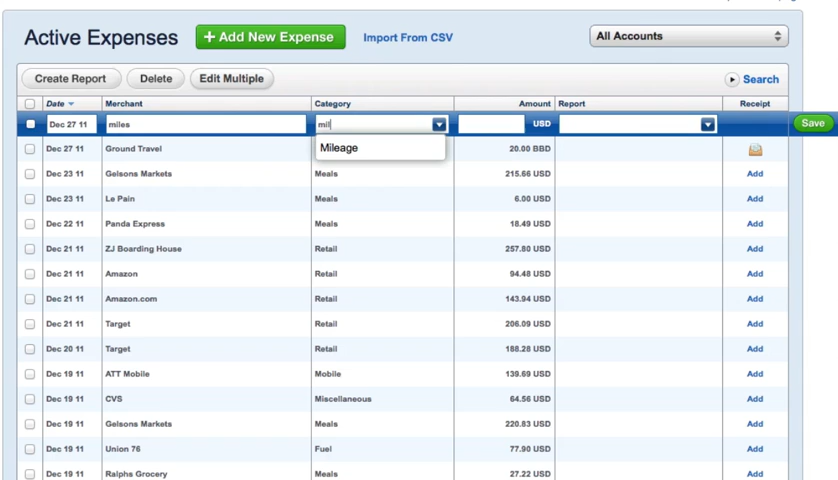 Active Expenses + Add New Expense Import From CSV All Accounts
Create Report Delete Edit Multiple Search
Date Merchant Category Amount Report Receipt
Dec 27 11 miles mil USD Save
Mileage
Dec 27 11 Ground Travel 20.00 BBD
Dec 23 11 Gelsons Markets Meals 215.66 USD Add
Dec 23 11 Le Pain Meals 6.00 USD Add
Dec 22 11 Panda Express Meals 18.49 USD Add
Dec 21 11 ZJ Boarding House Retail 257.80 USD Add
Dec 21 11 Amazon Retail 94.48 USD Add
Dec 21 11 Amazon.com Retail 143.94 USD Add
Dec 21 11 Target Retail 206.09 USD Add
Dec 20 11 Target Retail 188.28 USD Add
Dec 19 11 ATT Mobile Mobile 139.69 USD Add
Dec 19 11 CVS Miscellaneous 64.56 USD Add
Dec 19 11 Gelsons Markets Meals 220.83 USD Add
Dec 19 11 Union 76 Fuel 77.90 USD Add
Dec 19 11 Ralphs Grocery Meals 27.22 USD Add